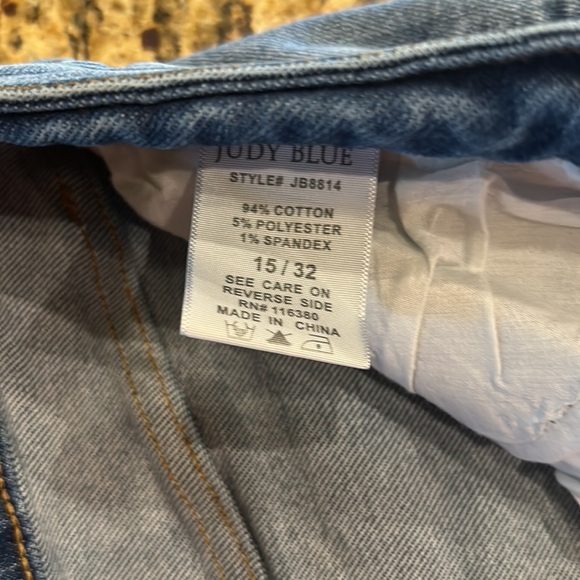 JUDY BLUE
STYLE# JB8814
94% COTTON
5% POLYESTER
1% SPANDEX
15 / 32
SEE CARE ON
REVERSE SIDE
RN# 116380
MADE IN CHINA